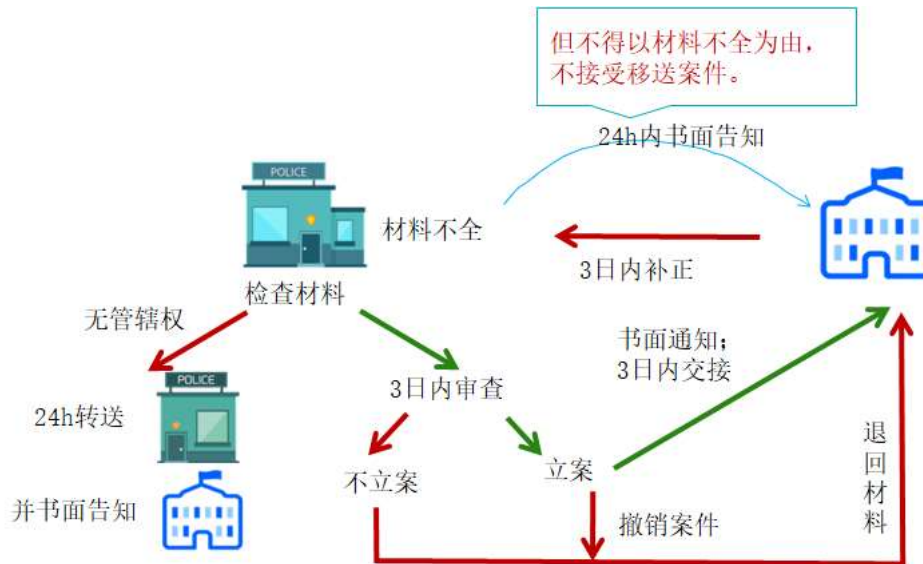 但不得以材料不全为由，
不接受移送案件。
24h内书面告知
POLICE
材料不全
3日内补正
检查材料
无管辖权
书面通知；
3日内交接
POLICE
3日内审查
24h转送
退回材料
不立案
立案
并书面告知
撤销案件